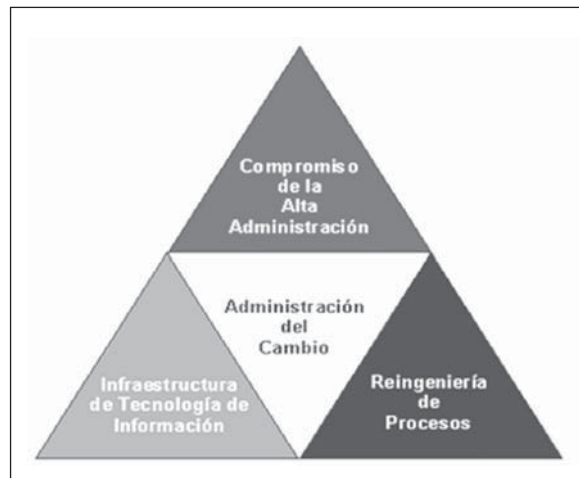 Compromiso
de la
Alta
Administración
Administración
del
Cambio
Infraestructura
de Tecnología de
Información
Reingeniería
de
Procesos